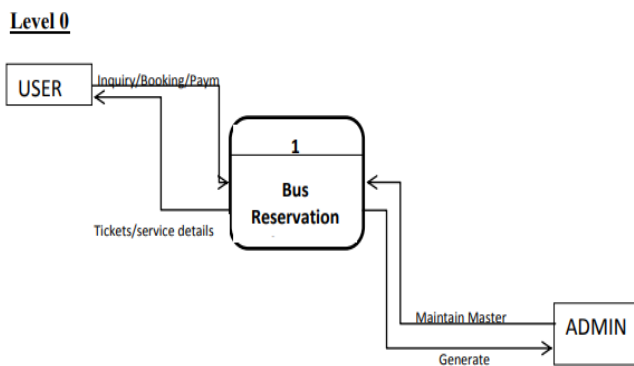 Level 0
USER
Inquiry/Booking/Paym
1
Bus
Reservation
Tickets/service details
Maintain Master
ADMIN
Generate